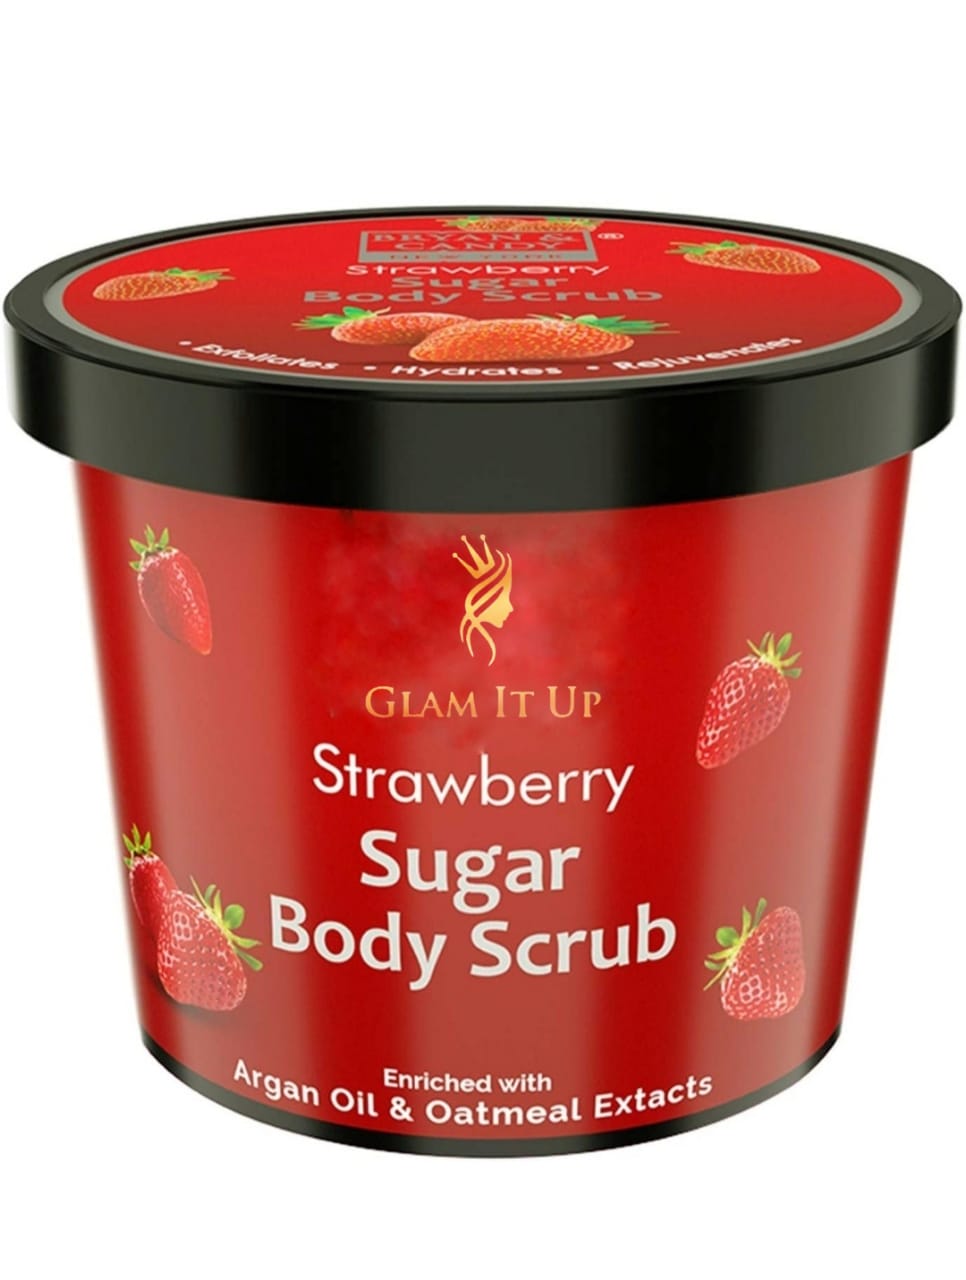 BRYAN & ®
CANDY
NEW YORK
Strawberry
Sugar
Body Scrub
• Exfoliates • Hydrates • Rejuvenates
GLAM IT UP
Strawberry
Sugar
Body Scrub
Enriched with
Argan Oil & Oatmeal Extacts